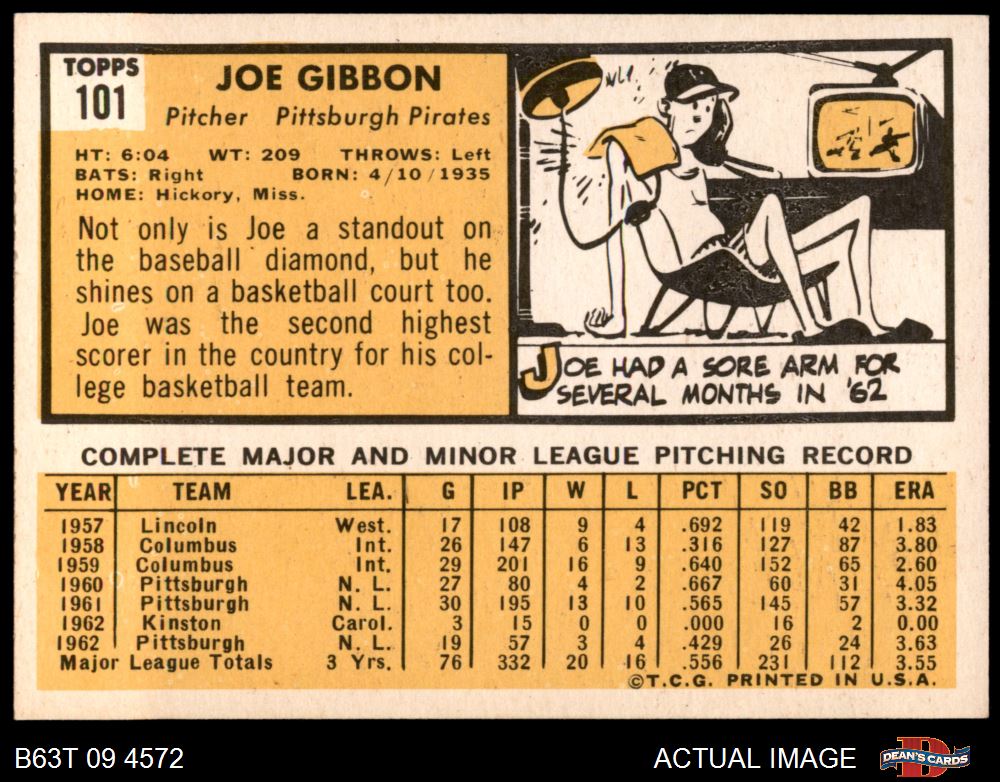 TOPPS
101
JOE GIBBON
Pitcher Pittsburgh Pirates
HT: 6:04 WT: 209 THROWS: Left
BATS: Right BORN: 4/10/1935
HOME: Hickory, Miss.
Not only is Joe a standout on
the baseball diamond, but he
shines on a basketball court too.
Joe was the second highest
scorer in the country for his col-
lege basketball team.
JOE HAD A SORE ARM FOR
SEVERAL MONTHS IN '62
COMPLETE MAJOR AND MINOR LEAGUE PITCHING RECORD
YEAR TEAM LEA. G IP W L PCT SO BB ERA
1957 Lincoln West. 17 108 9 4 .692 119 42 1.83
1958 Columbus Int. 26 147 6 13 .316 127 87 3.80
1959 Columbus Int. 29 201 16 9 .640 152 65 2.60
1960 Pittsburgh N. L. 27 80 4 2 .667 60 31 4.05
1961 Pittsburgh N. L. 30 195 13 10 .565 145 57 3.32
1962 Kinston Carol. 3 15 0 0 .000 16 2 0.00
1962 Pittsburgh N. L. 19 57 3 4 .429 26 24 3.63
Major League Totals 3 Yrs. 76 332 20 16 .556 231 112 3.55
©T.C.G. PRINTED IN U.S.A.
B63T 09 4572
ACTUAL IMAGE
DEAN'S CARDS